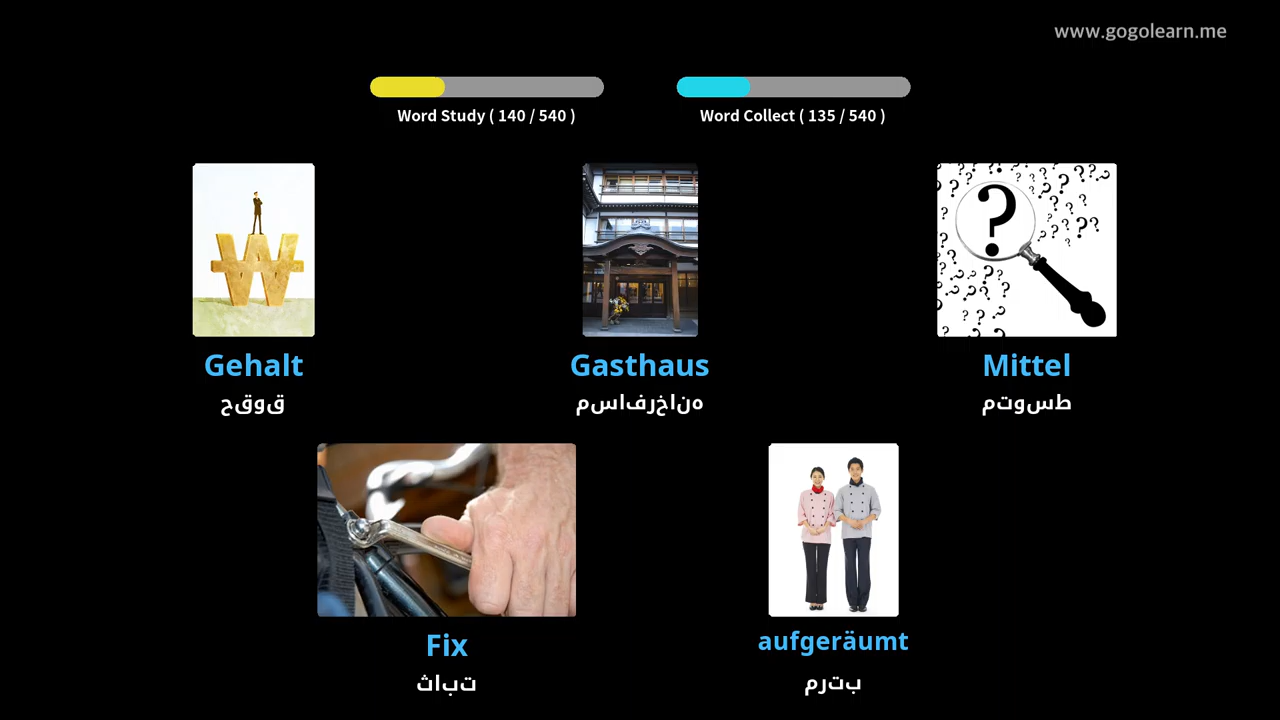 www.gogolearn.me
Word Study ( 140 / 540 )
Word Collect ( 135 / 540 )
Gehalt
قوقح
Gasthaus
هناخرفاسم
Mittel
طسوتم
Fix
تباث
aufgeräumt
بترم